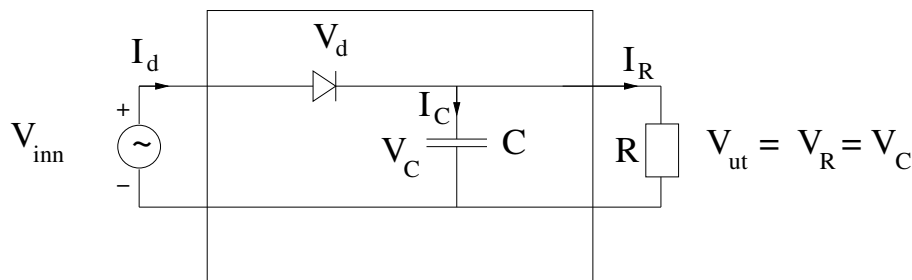 I_d
V_d
I_R
+
I_C
V_inn
~
V_C
C
R
V_ut = V_R = V_C
−